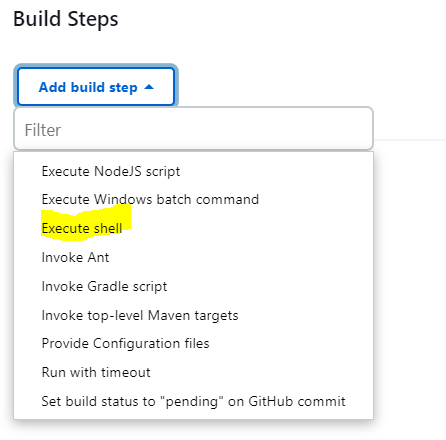 Build Steps
Add build step
Filter
Execute NodeJS script
Execute Windows batch command
Execute shell
Invoke Ant
Invoke Gradle script
Invoke top-level Maven targets
Provide Configuration files
Run with timeout
Set build status to "pending" on GitHub commit